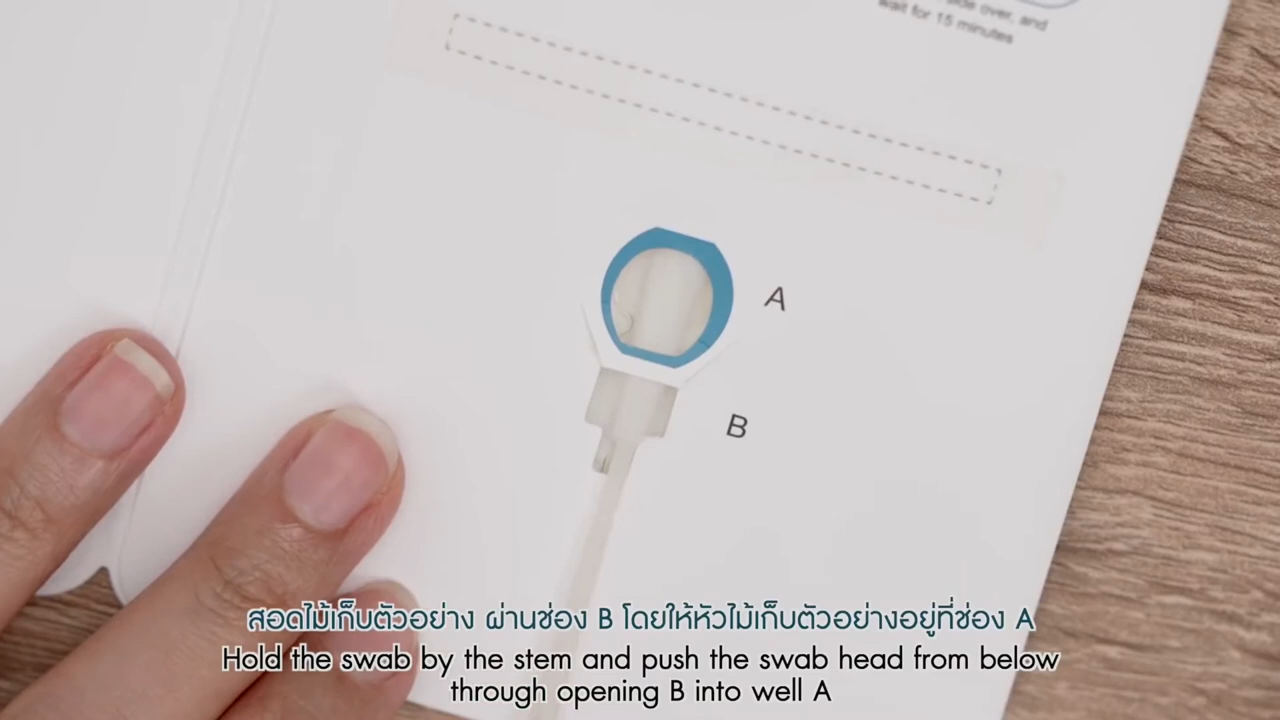 side over, and
wait for 15 minutes
A
B
สอดไม้เก็บตัวอย่าง ผ่านช่อง B โดยให้หัวไม้เก็บตัวอย่างอยู่ที่ช่อง A
Hold the swab by the stem and push the swab head from below
through opening B into well A